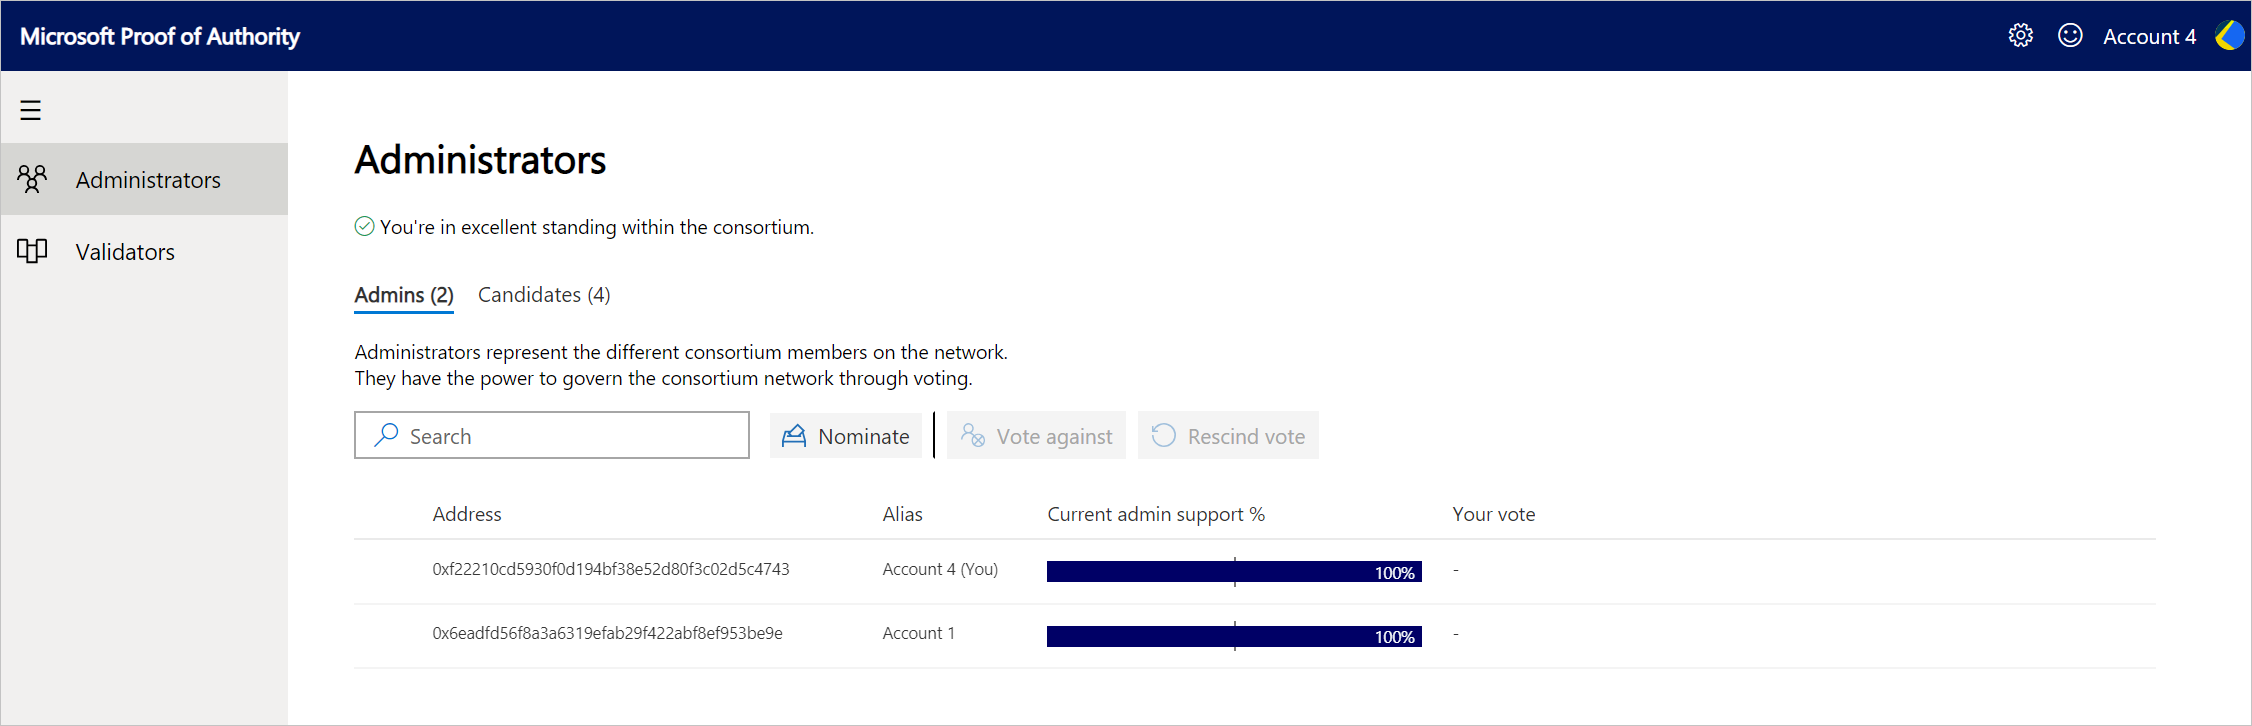 Microsoft Proof of Authority
Account 4
Administrators
Validators
Administrators
You're in excellent standing within the consortium.
Admins (2) Candidates (4)
Administrators represent the different consortium members on the network.
They have the power to govern the consortium network through voting.
Search Nominate Vote against Rescind vote
Address Alias Current admin support % Your vote
0xf22210cd5930f0d194bf38e52d80f3c02d5c4743 Account 4 (You) 100% -
0x6eadfd56f8a3a6319efab29f422abf8ef953be9e Account 1 100% -